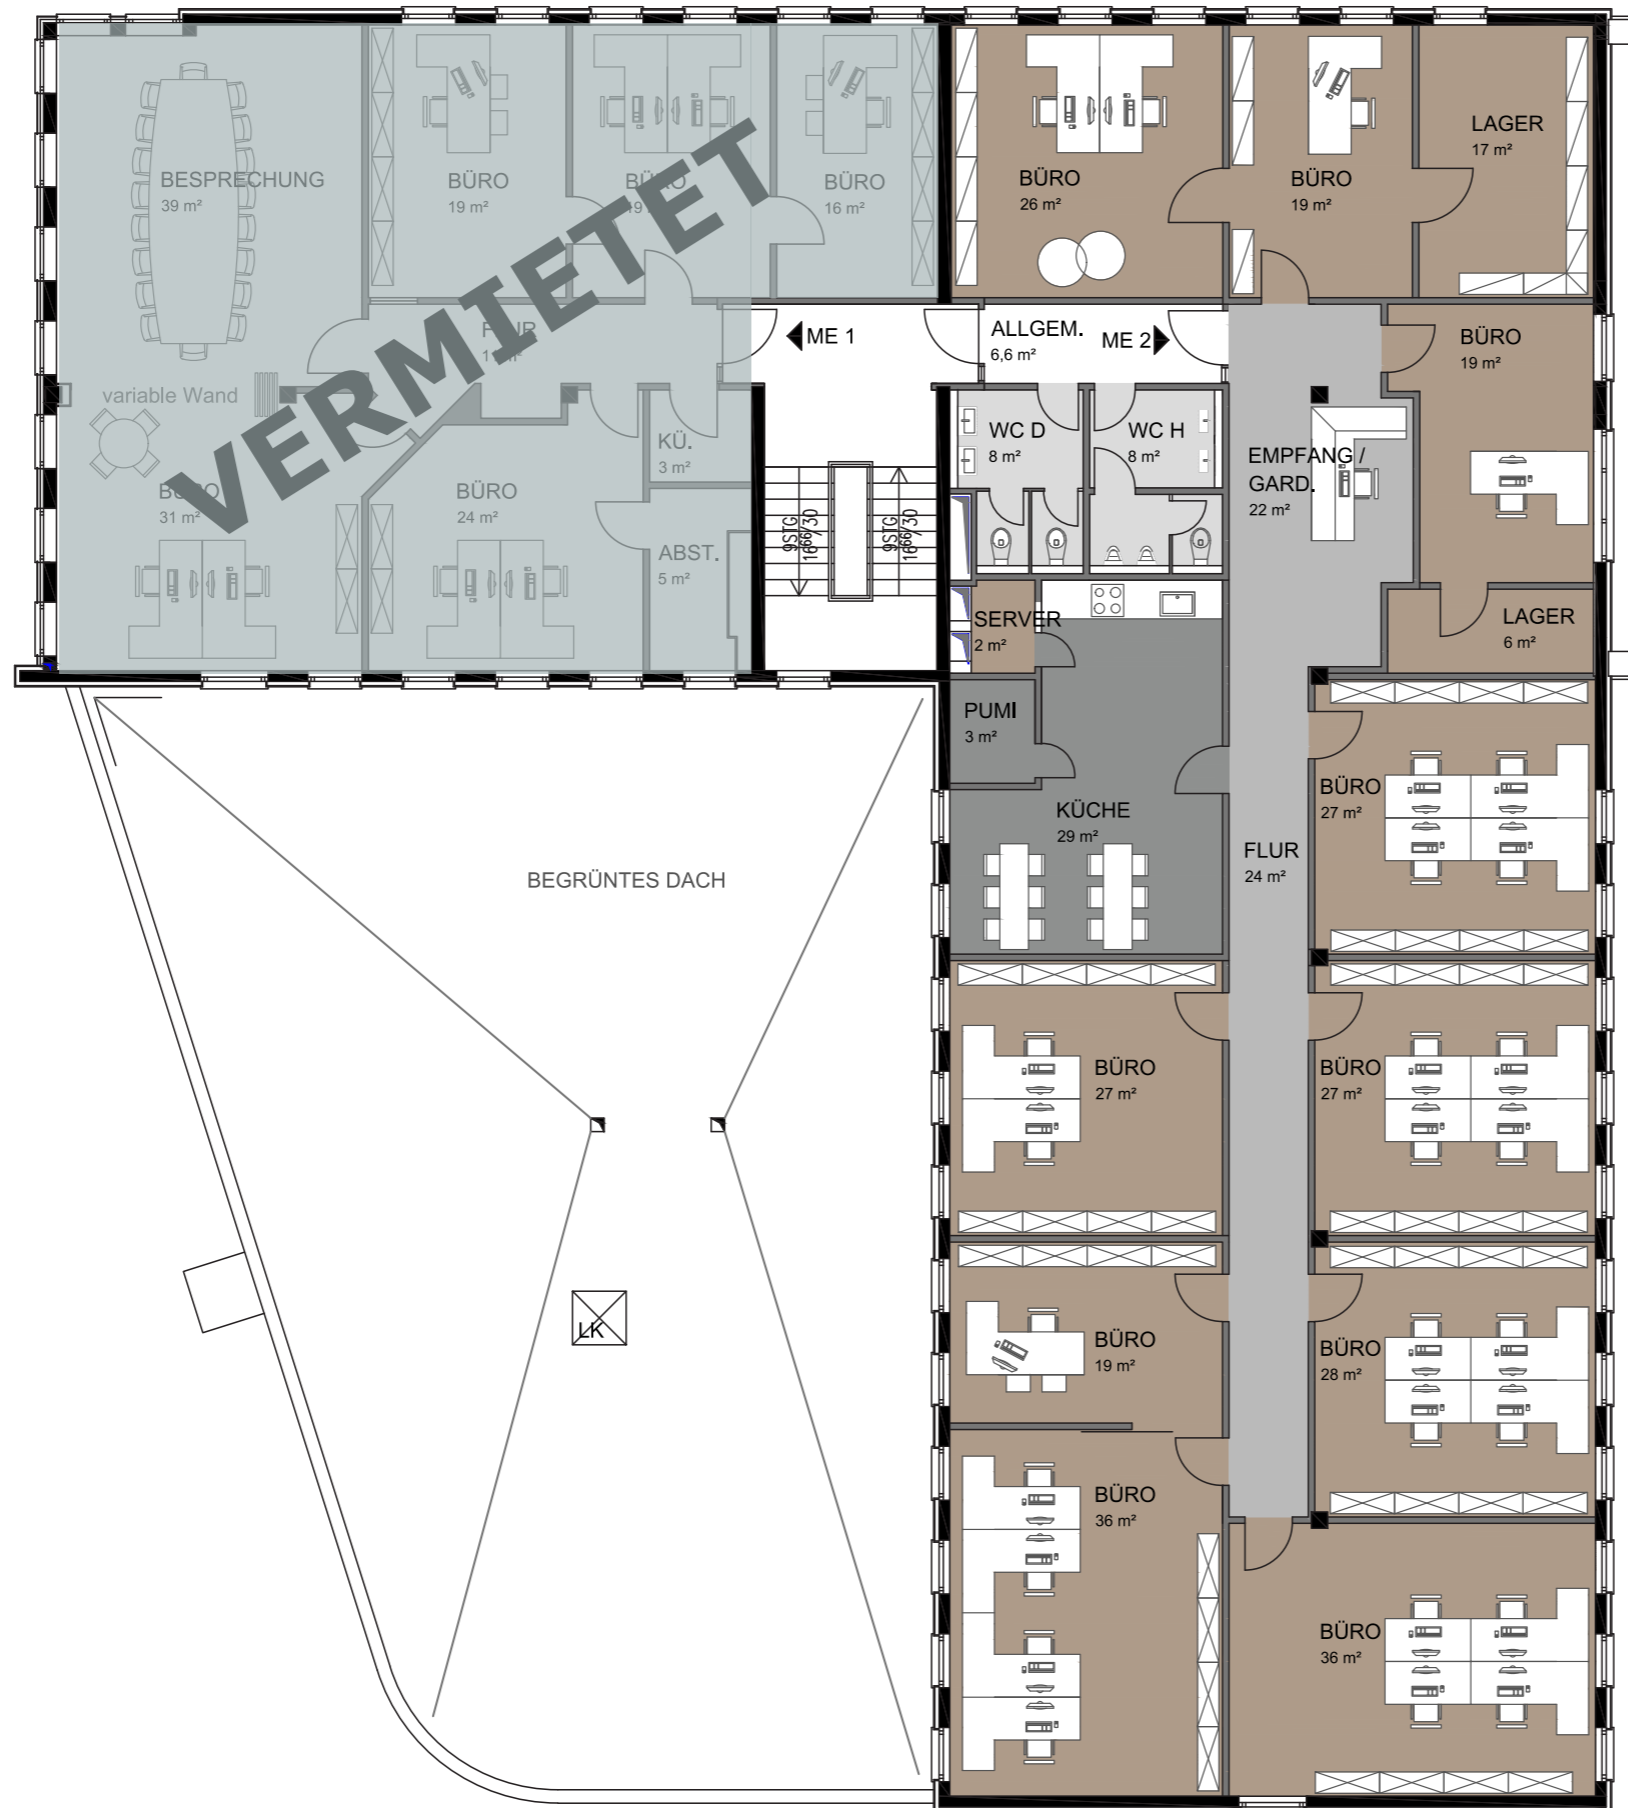 BESPRECHUNG
39 m²
BÜRO
19 m²
BÜRO
BÜRO
16 m²
BÜRO
26 m²
BÜRO
19 m²
LAGER
17 m²
VERMIETET
ME 1
ALLGEM.
6,6 m²
ME 2
BÜRO
19 m²
variable Wand
KÜ.
3 m²
WC D
8 m²
WC H
8 m²
EMPFANG /
GARD.
22 m²
BÜRO
31 m²
BÜRO
24 m²
ABST.
5 m²
9STG
16⁶⁶/30
9STG
16⁶⁶/30
SERVER
2 m²
LAGER
6 m²
PUMI
3 m²
KÜCHE
29 m²
BÜRO
27 m²
FLUR
24 m²
BEGRÜNTES DACH
BÜRO
27 m²
BÜRO
27 m²
LK
BÜRO
19 m²
BÜRO
28 m²
BÜRO
36 m²
BÜRO
36 m²